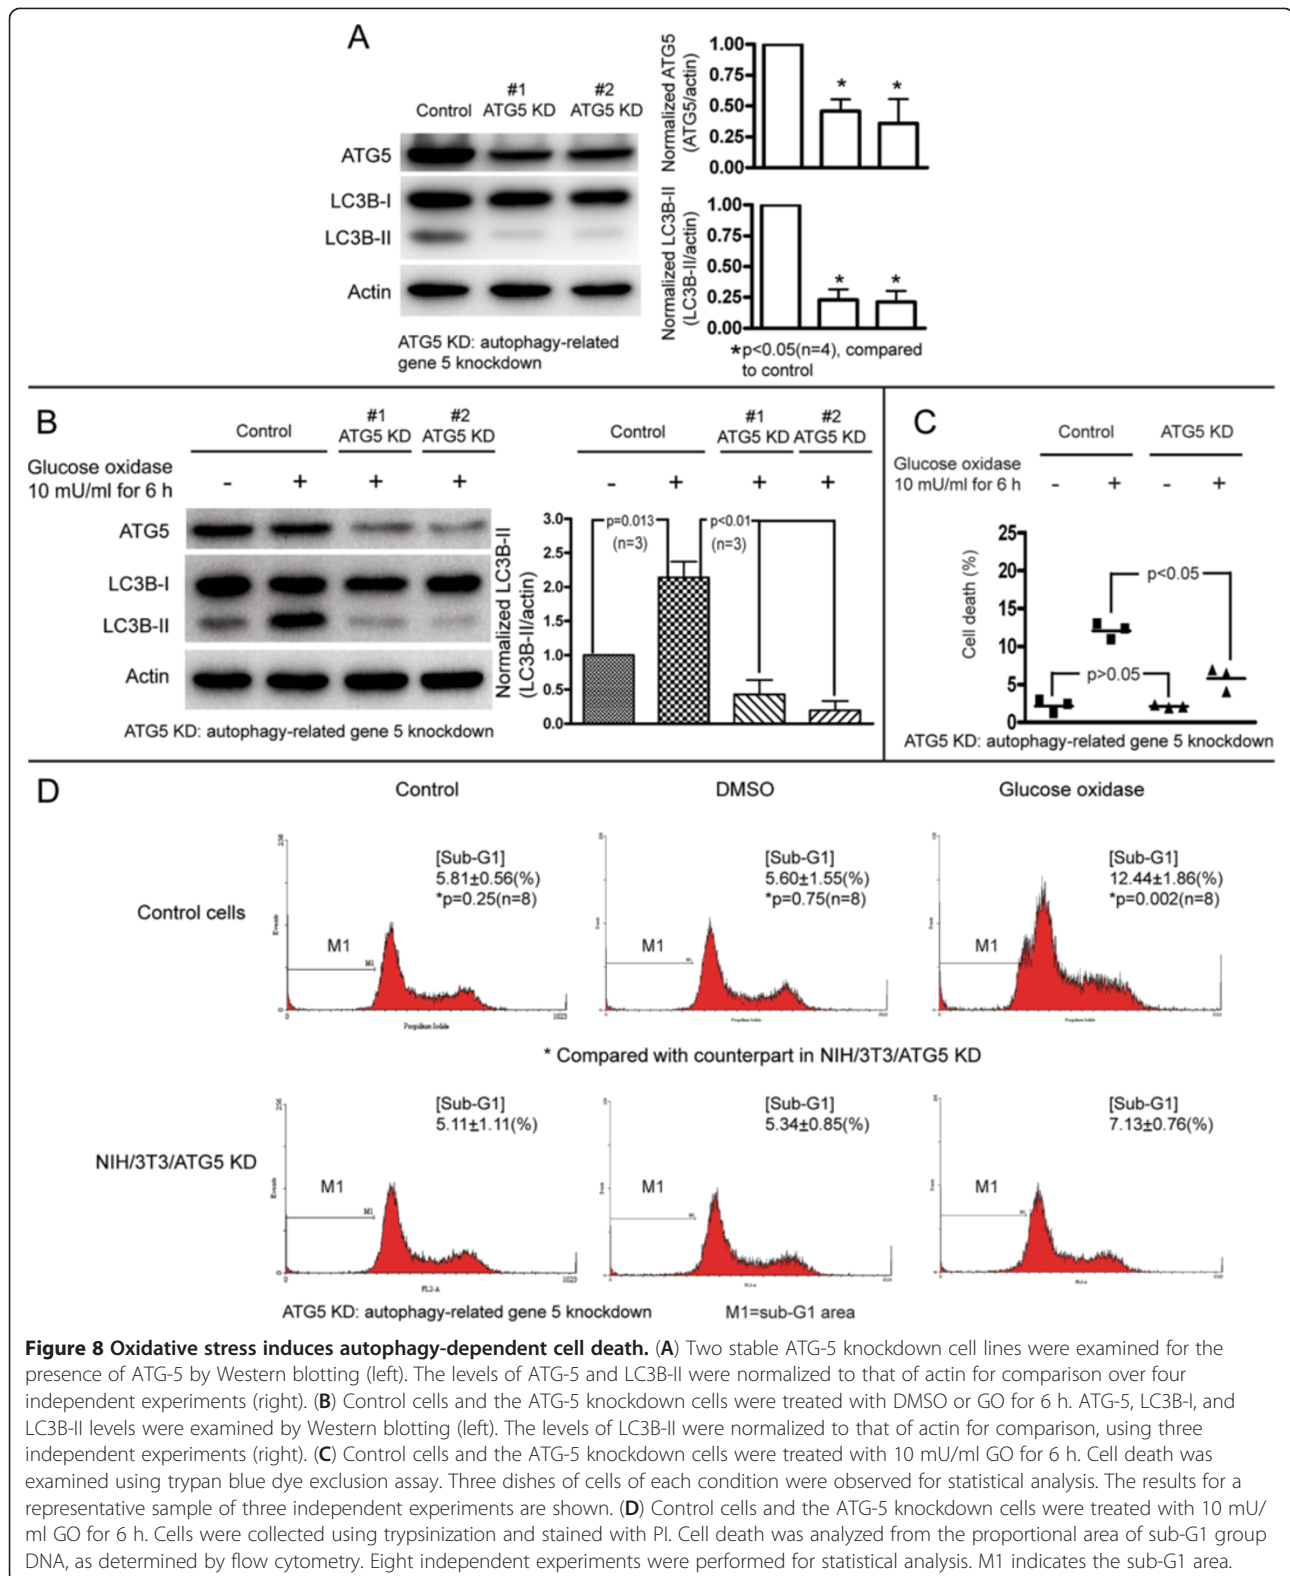 A
#1
#2
Control ATG5 KD ATG5 KD
ATG5
LC3B-I
LC3B-II
Actin
ATG5 KD: autophagy-related
gene 5 knockdown
Normalized ATG5
(ATG5/actin)
1.00
0.75
0.50
0.25
0.00
* *
Normalized LC3B-II
(LC3B-II/actin)
1.00
0.75
0.50
0.25
0.00
* *
*p<0.05(n=4), compared
to control
B
Control
#1
ATG5 KD
#2
ATG5 KD
Glucose oxidase
10 mU/ml for 6 h
- + + +
ATG5
LC3B-I
LC3B-II
Actin
ATG5 KD: autophagy-related gene 5 knockdown
Control
#1
ATG5 KD
#2
ATG5 KD
- + + +
Normalized LC3B-II
(LC3B-II/actin)
3.0
2.5
2.0
1.5
1.0
0.5
0.0
p=0.013
(n=3)
p<0.01
(n=3)
C
Control ATG5 KD
Glucose oxidase
10 mU/ml for 6 h
- + - +
Cell death (%)
25
20
15
10
5
0
p<0.05
p>0.05
ATG5 KD: autophagy-related gene 5 knockdown
D
Control DMSO Glucose oxidase
Control cells
256
Events
0
[Sub-G1]
5.81±0.56(%)
*p=0.25(n=8)
M1
M1
0 1023
Propidium Iodide
[Sub-G1]
5.60±1.55(%)
*p=0.75(n=8)
M1
[Sub-G1]
12.44±1.86(%)
*p=0.002(n=8)
M1
* Compared with counterpart in NIH/3T3/ATG5 KD
NIH/3T3/ATG5 KD
256
Events
0
[Sub-G1]
5.11±1.11(%)
M1
M1
0 1023
FL2-A
[Sub-G1]
5.34±0.85(%)
M1
[Sub-G1]
7.13±0.76(%)
M1
ATG5 KD: autophagy-related gene 5 knockdown
M1=sub-G1 area
Figure 8 Oxidative stress induces autophagy-dependent cell death. (A) Two stable ATG-5 knockdown cell lines were examined for the
presence of ATG-5 by Western blotting (left). The levels of ATG-5 and LC3B-II were normalized to that of actin for comparison over four
independent experiments (right). (B) Control cells and the ATG-5 knockdown cells were treated with DMSO or GO for 6 h. ATG-5, LC3B-I, and
LC3B-II levels were examined by Western blotting (left). The levels of LC3B-II were normalized to that of actin for comparison, using three
independent experiments (right). (C) Control cells and the ATG-5 knockdown cells were treated with 10 mU/ml GO for 6 h. Cell death was
examined using trypan blue dye exclusion assay. Three dishes of cells of each condition were observed for statistical analysis. The results for a
representative sample of three independent experiments are shown. (D) Control cells and the ATG-5 knockdown cells were treated with 10 mU/
ml GO for 6 h. Cells were collected using trypsinization and stained with PI. Cell death was analyzed from the proportional area of sub-G1 group
DNA, as determined by flow cytometry. Eight independent experiments were performed for statistical analysis. M1 indicates the sub-G1 area.